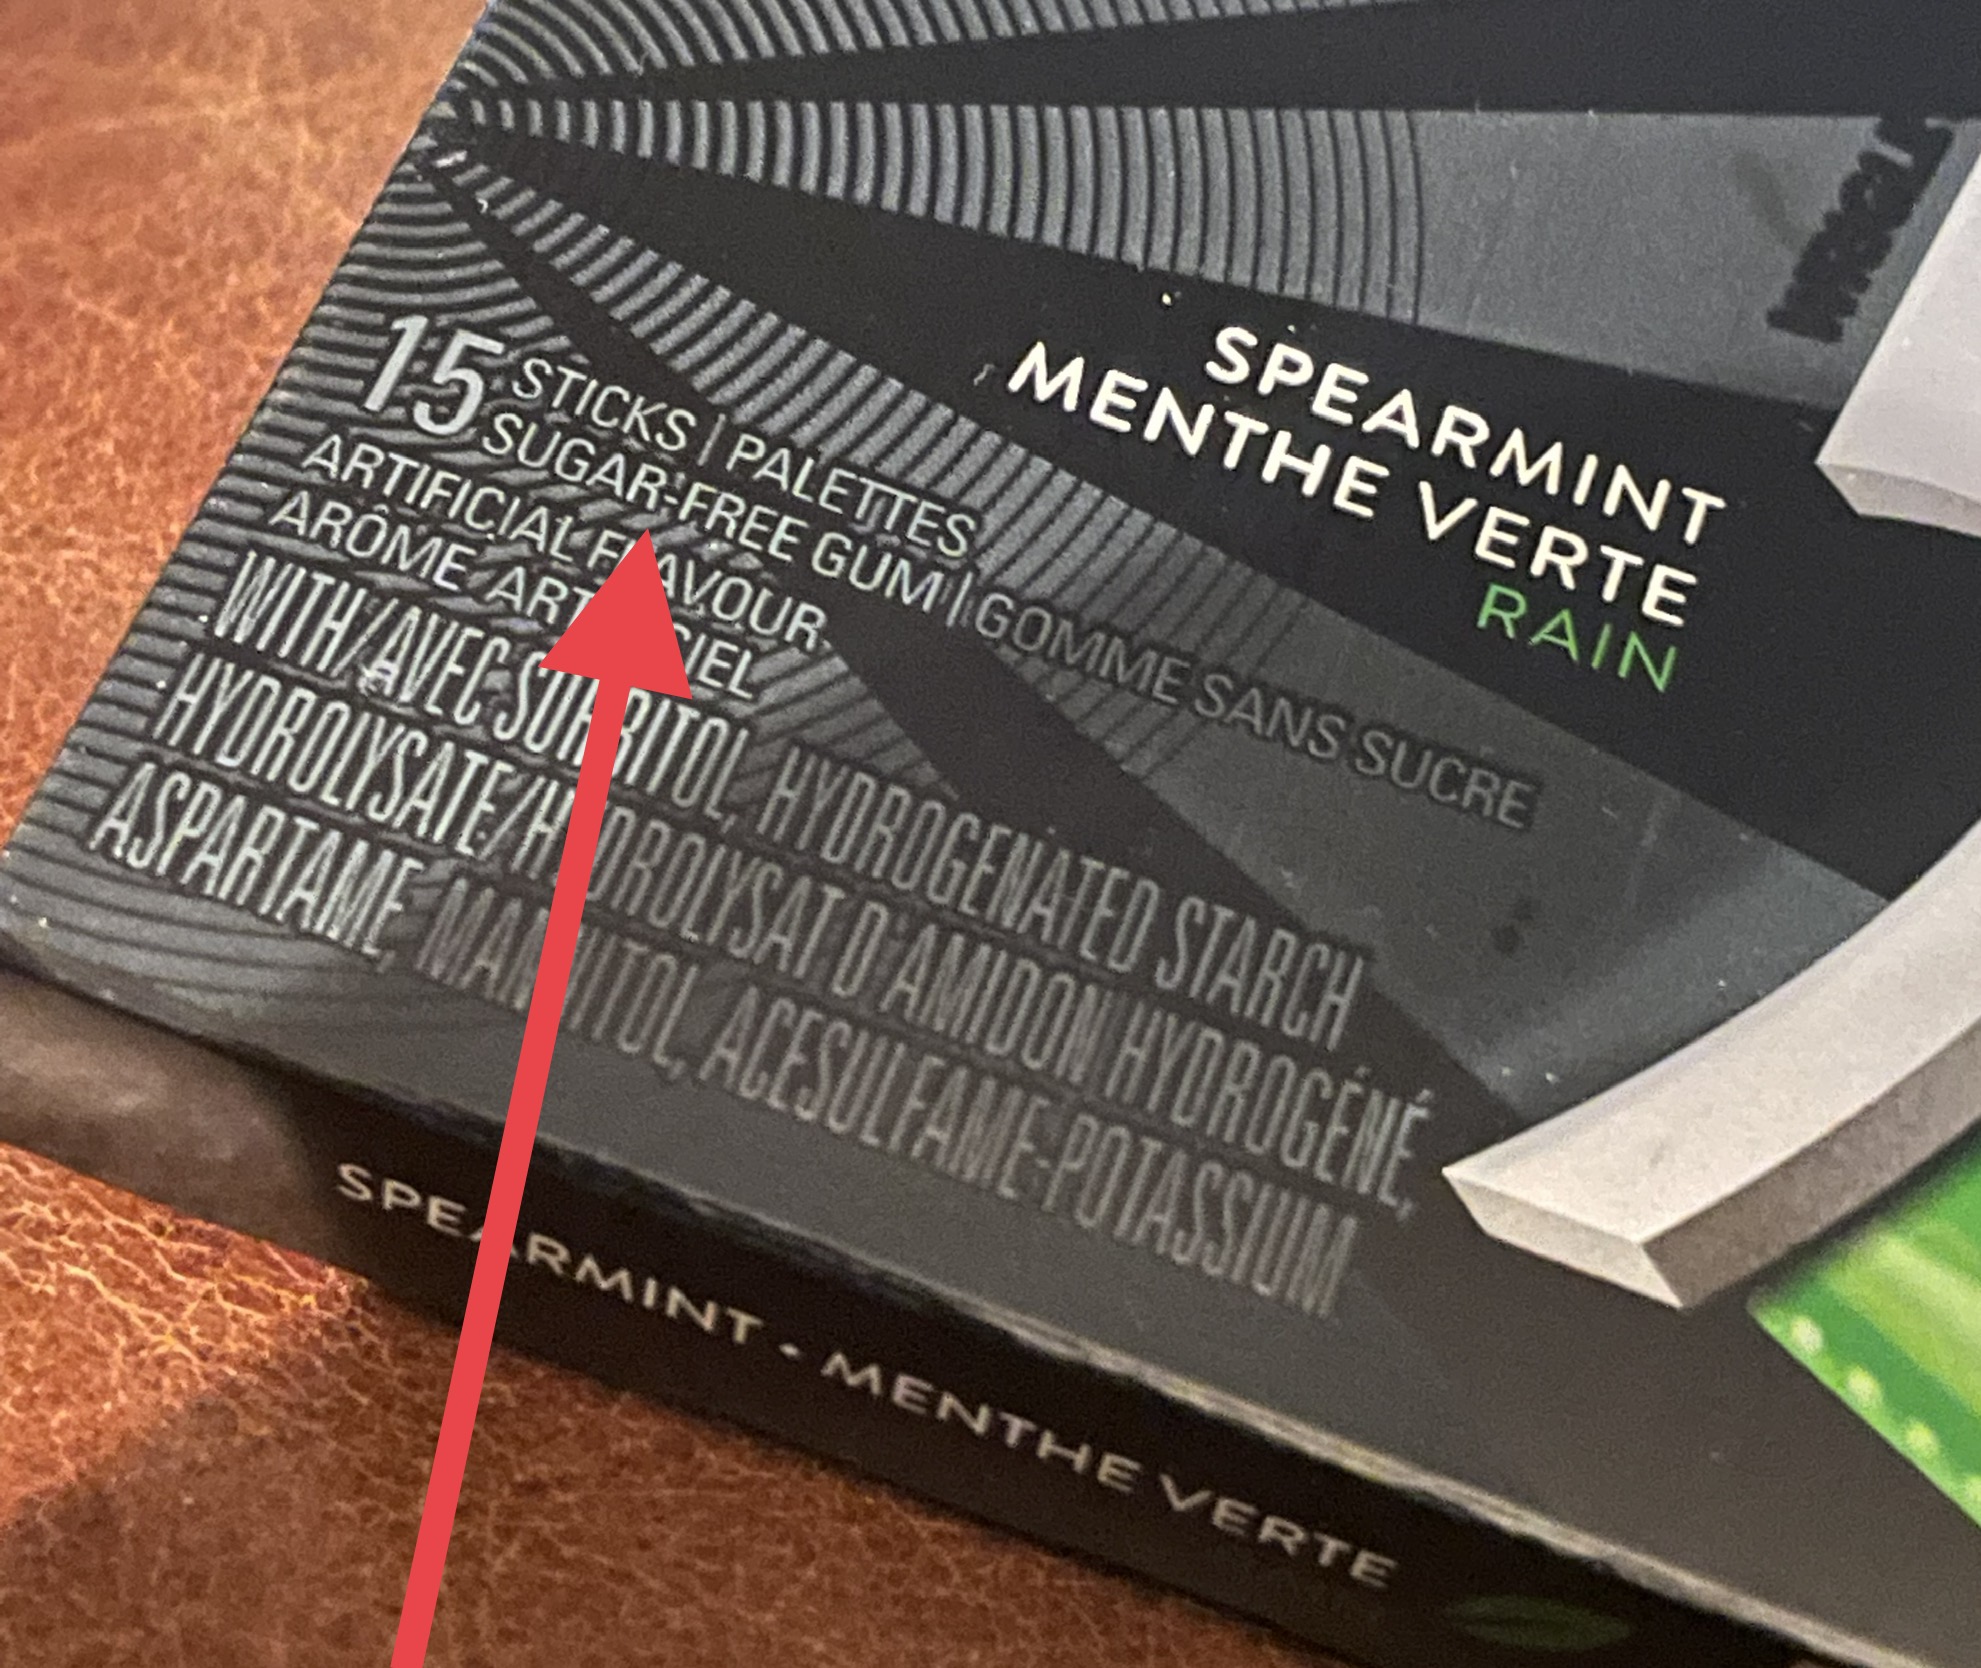 SPEARMINT
MENTHE VERTE
RAIN
15 STICKS | PALETTES
SUGAR-FREE GUM | GOMME SANS SUCRE
ARTIFICIAL FLAVOUR
ARÔME ARTIFICIEL
WITH/AVEC SORBITOL, HYDROGENATED STARCH
HYDROLYSATE/HYDROLYSAT D'AMIDON HYDROGÉNÉ,
ASPARTAME, MANNITOL, ACESULFAME-POTASSIUM
SPEARMINT · MENTHE VERTE